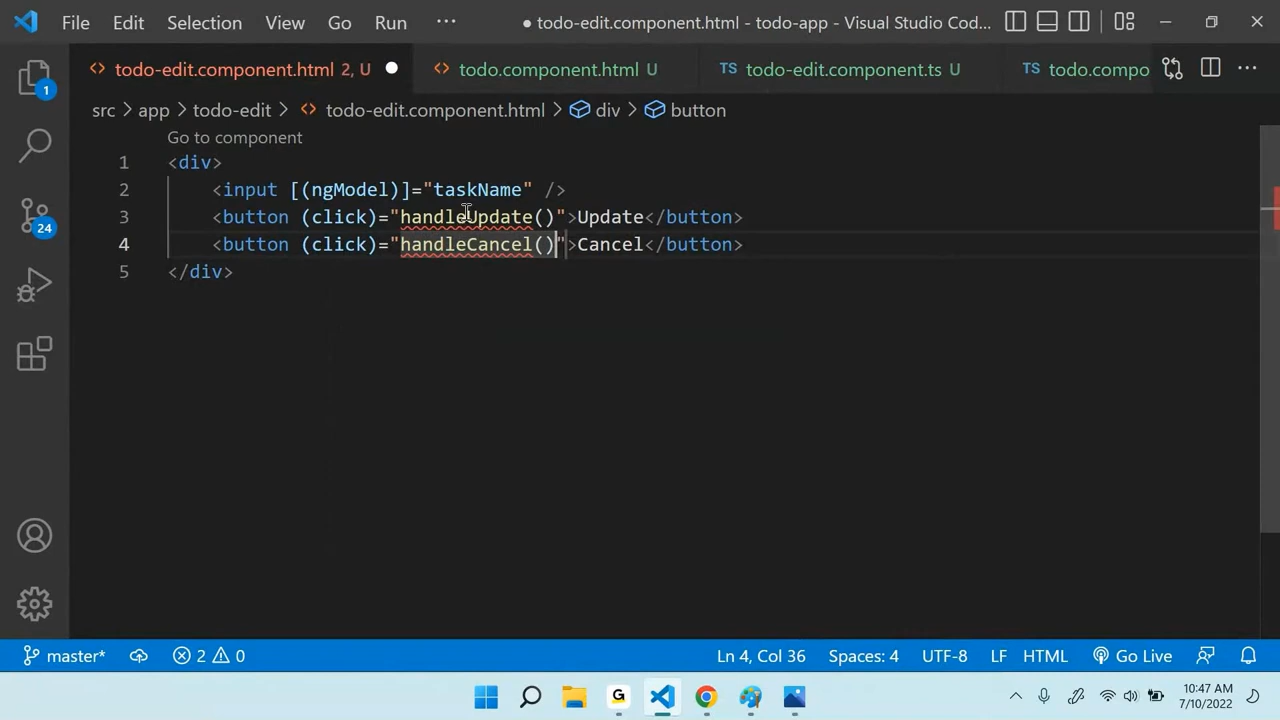 File Edit Selection View Go Run ··· ● todo-edit.component.html - todo-app - Visual Studio Cod...
todo-edit.component.html 2, U ● todo.component.html U TS todo-edit.component.ts U TS todo.compo ···
src > app > todo-edit > todo-edit.component.html > div > button
Go to component
1 <div>
2 <input [(ngModel)]="taskName" />
3 <button (click)="handleUpdate()">Update</button>
4 <button (click)="handleCancel()">Cancel</button>
5 </div>
1
24
master* 2 0 Ln 4, Col 36 Spaces: 4 UTF-8 LF HTML Go Live
G
10:47 AM
7/10/2022